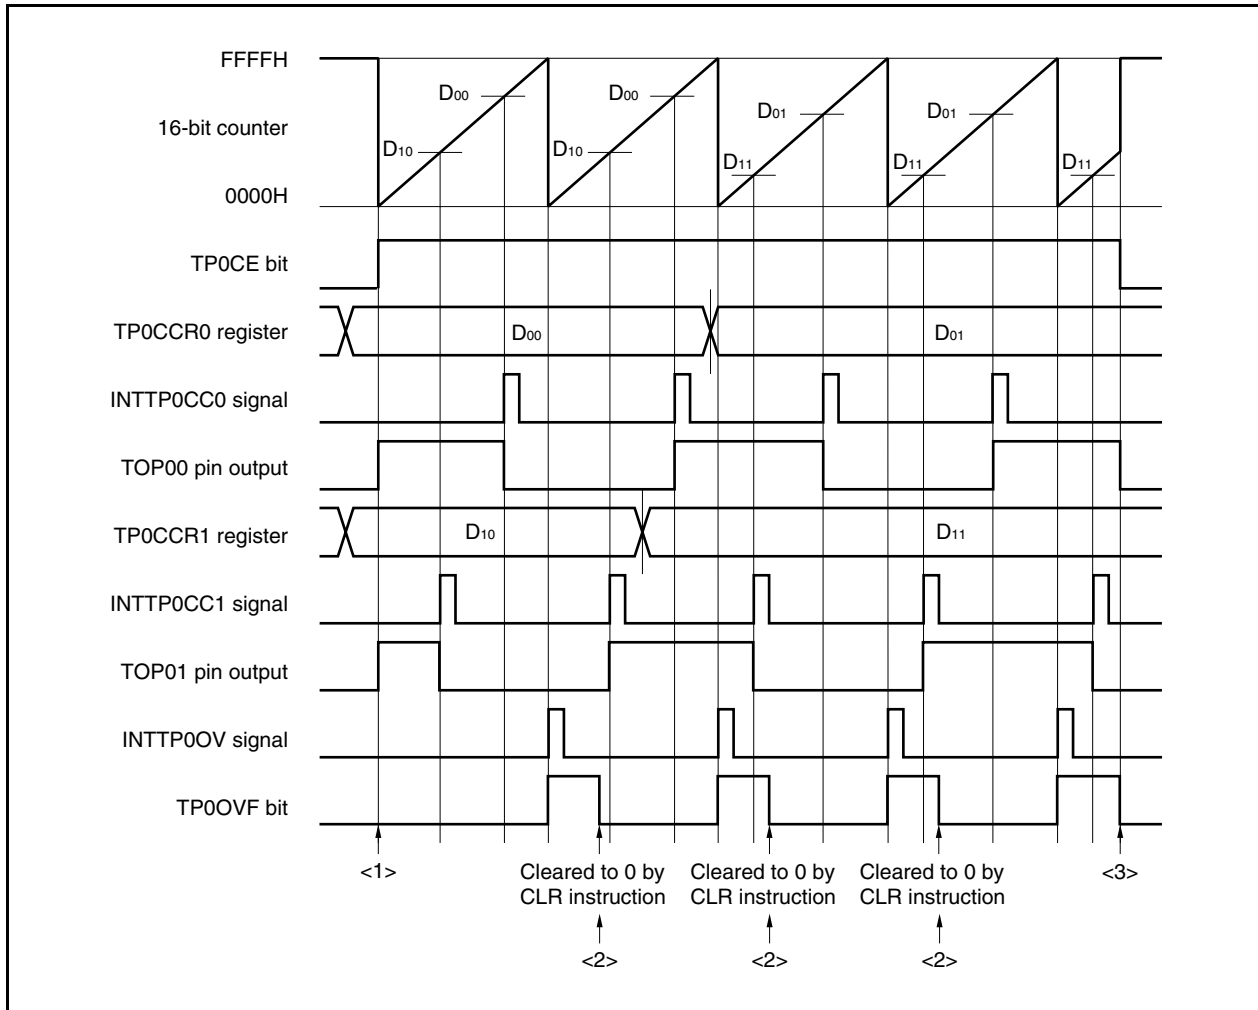 FFFFH
D00 D00 D01 D01
16-bit counter
D10 D10 D11 D11 D11
0000H
TP0CE bit
TP0CCR0 register D00 D01
INTTP0CC0 signal
TOP00 pin output
TP0CCR1 register D10 D11
INTTP0CC1 signal
TOP01 pin output
INTTP0OV signal
TP0OVF bit
<1> Cleared to 0 by Cleared to 0 by Cleared to 0 by <3>
CLR instruction CLR instruction CLR instruction
<2> <2> <2>